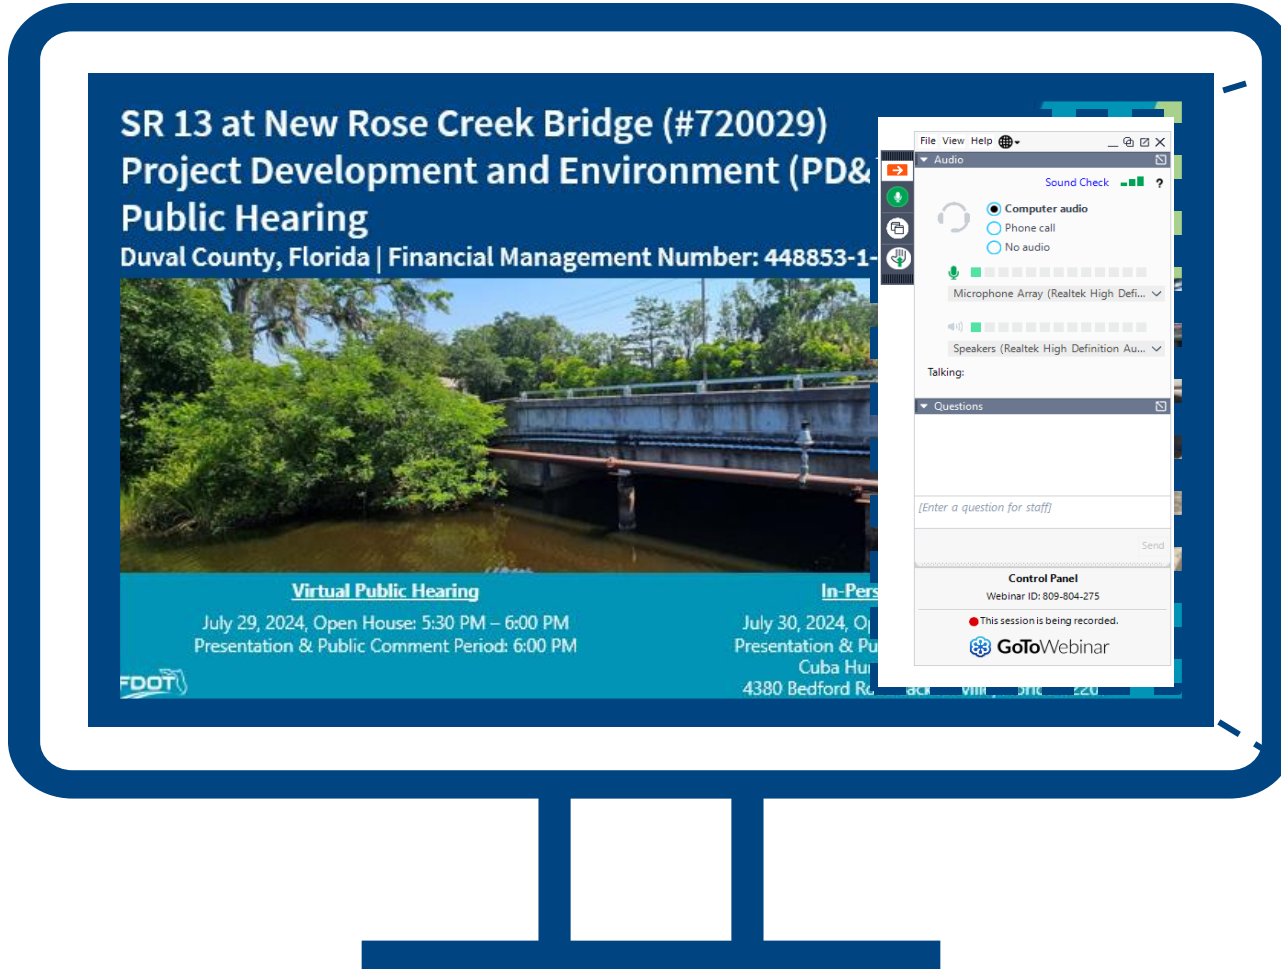 SR 13 at New Rose Creek Bridge (#720029)
Project Development and Environment (PD&
Public Hearing
Duval County, Florida | Financial Management Number: 448853-1-
Virtual Public Hearing
July 29, 2024, Open House: 5:30 PM – 6:00 PM
Presentation & Public Comment Period: 6:00 PM
In-Pers
July 30, 2024, Op
Presentation & Pu
Cuba Hu
4380 Bedford
FDOT
File View Help
Audio
Sound Check ?
Computer audio
Phone call
No audio
Microphone Array (Realtek High Defi...
Speakers (Realtek High Definition Au...
Talking:
Questions
[Enter a question for staff]
Send
Control Panel
Webinar ID: 809-804-275
This session is being recorded.
GoToWebinar